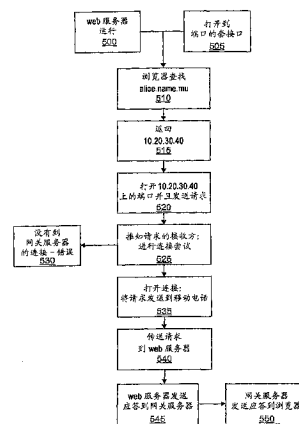 web 服务器
运行
500
打开到
端口的套接口
505
浏览器查找
alice.name.mu
510
返回
10.20.30.40
515
打开10.20.30.40
上的端口并且发送请求
520
推知请求的接收方;
进行连接尝试
525
没有到
网关服务器
的连接-错误
530
打开连接;
将请求发送到移动电话
535
传送请求
到 web 服务器
540
web 服务器发送
应答到网关服务器
545
网关服务器
发送应答到浏览器
550